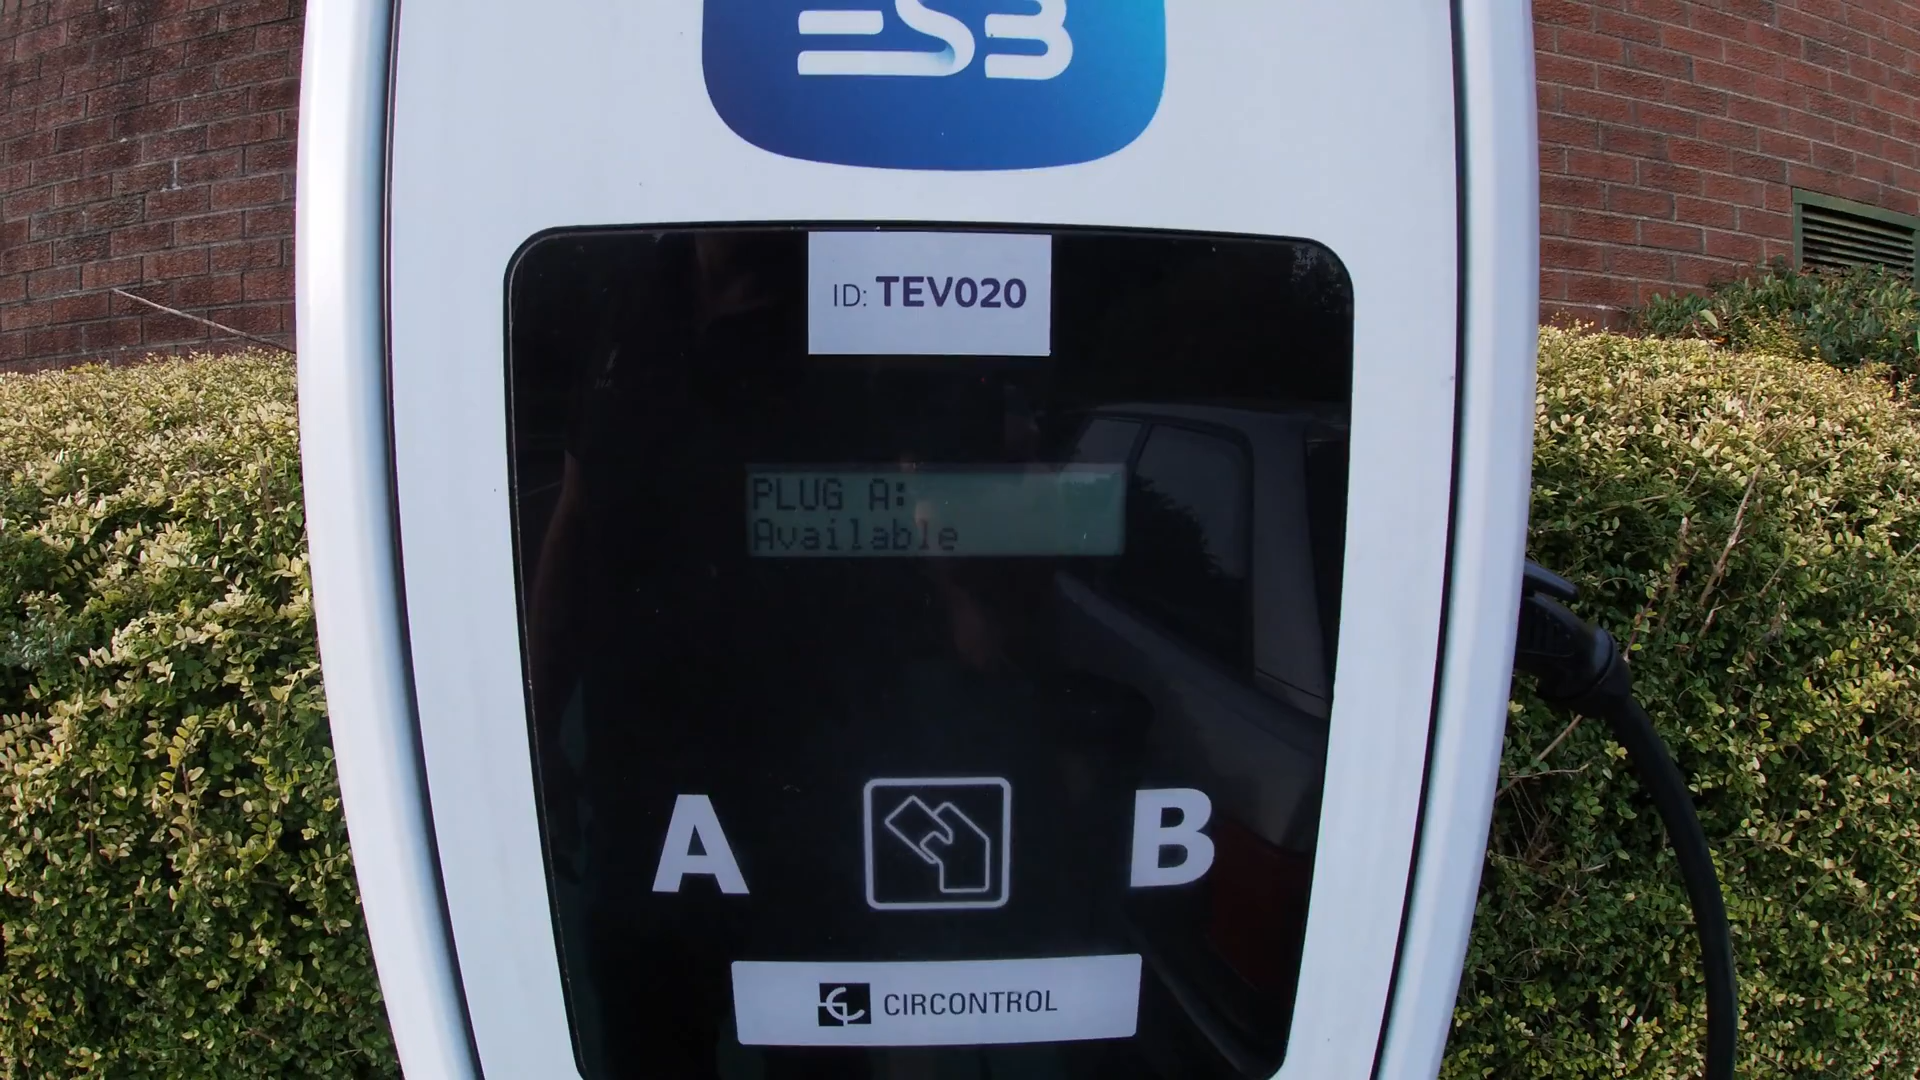 ESB
ID: TEV020
PLUG A:
Available
A
B
CIRCONTROL